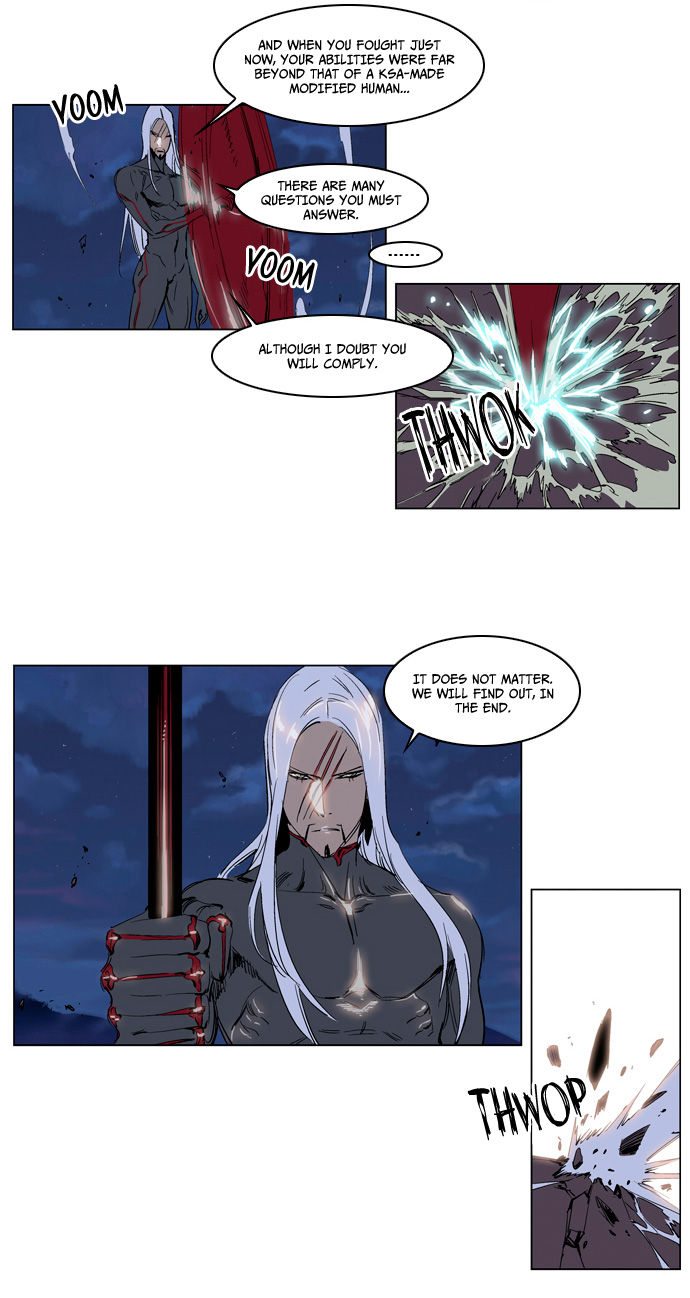 AND WHEN YOU FOUGHT JUST
NOW, YOUR ABILITIES WERE FAR
BEYOND THAT OF A KSA-MADE
MODIFIED HUMAN...
VOOM
THERE ARE MANY
QUESTIONS YOU MUST
ANSWER.
------
VOOM
ALTHOUGH I DOUBT YOU
WILL COMPLY.
THWOK
IT DOES NOT MATTER.
WE WILL FIND OUT, IN
THE END.
THWOP